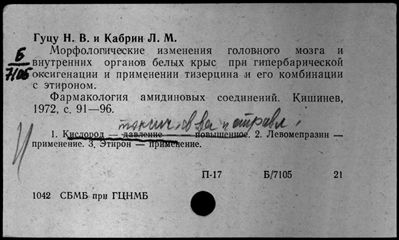 Гуцу Н. В. и Кабрин Л. М.
Морфологические изменения головного мозга и
внутренних органов белых крыс при гипербарической
оксигенации и применении тизерцина и его комбинации
с этироном.
Фармакология амидиновых соединений. Кишинев,
1972, с. 91—96.
Б
7105
1. Кислород — давление — повышенное. 2. Левомепразин —
применение. 3. Этирон — применение.
П-17 Б/7105 21
1042 СБМБ при ГЦНМБ